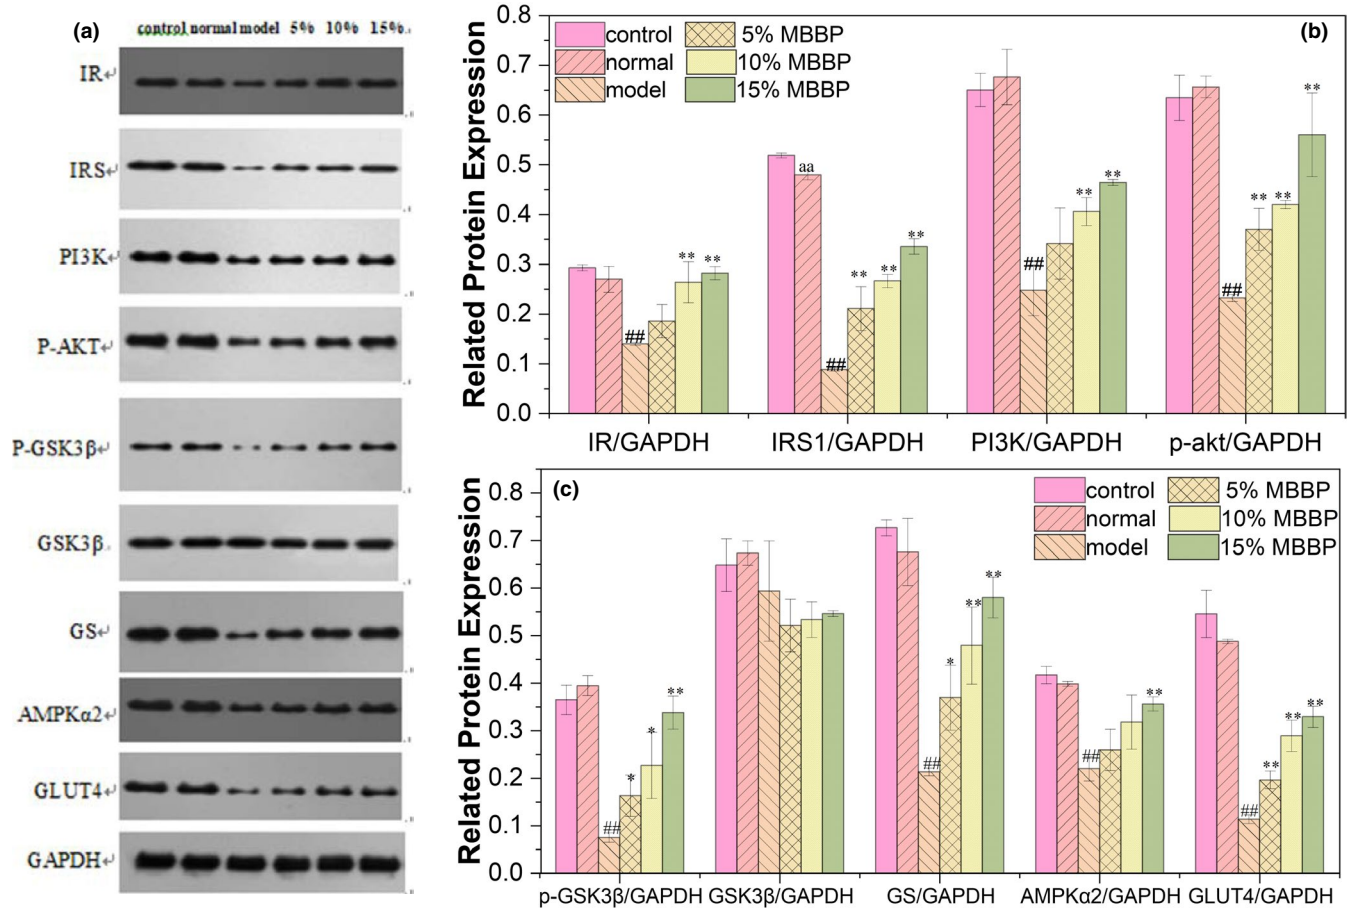 (a)
control normal model 5% 10% 15%
IR
IRS
PI3K
P-AKT
P-GSK3β
GSK3β
GS
AMPKα2
GLUT4
GAPDH
(b)
control 5% MBBP
normal 10% MBBP
model 15% MBBP
Related Protein Expression
0.8
0.7
0.6
0.5
0.4
0.3
0.2
0.1
0.0
## ** **
aa ## ** ** **
## ** **
## ** ** **
IR/GAPDH IRS1/GAPDH PI3K/GAPDH p-akt/GAPDH
(c)
control 5% MBBP
normal 10% MBBP
model 15% MBBP
Related Protein Expression
0.8
0.7
0.6
0.5
0.4
0.3
0.2
0.1
0.0
## * * **
## * ** **
## **
## ** ** **
p-GSK3β/GAPDH GSK3β/GAPDH GS/GAPDH AMPKα2/GAPDH GLUT4/GAPDH